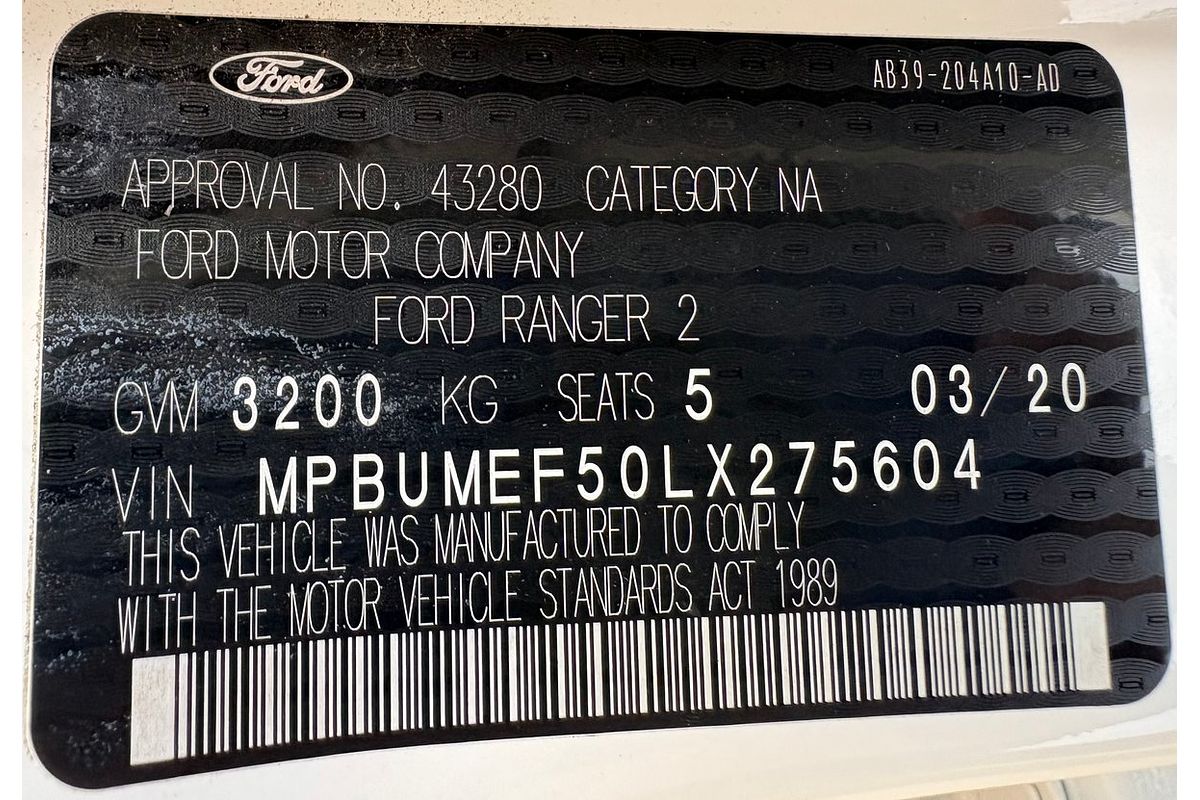 Ford
AB39-204A10-AD
APPROVAL NO. 43280 CATEGORY NA
FORD MOTOR COMPANY
FORD RANGER 2
GVM 3200 KG SEATS 5 03/20
VIN MPBUMEF50LX275604
THIS VEHICLE WAS MANUFACTURED TO COMPLY
WITH THE MOTOR VEHICLE STANDARDS ACT 1989